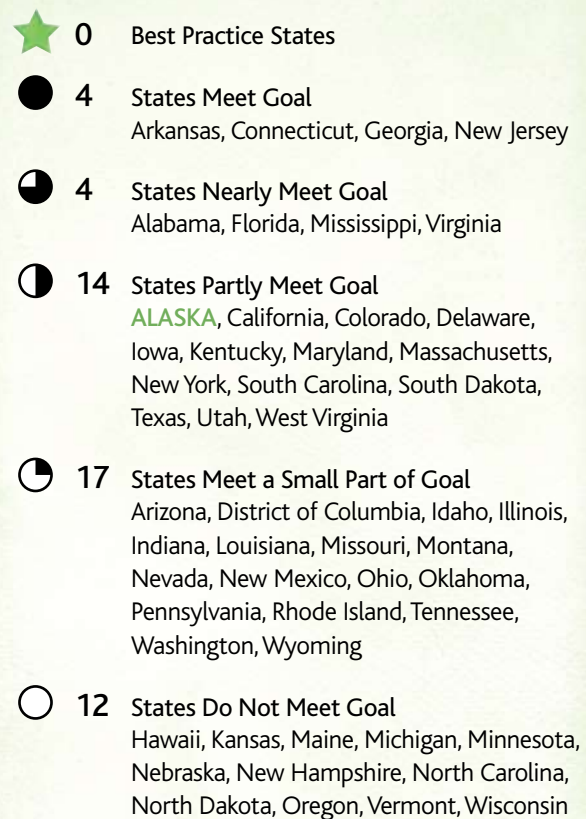 0 Best Practice States
4 States Meet Goal
Arkansas, Connecticut, Georgia, New Jersey
4 States Nearly Meet Goal
Alabama, Florida, Mississippi, Virginia
14 States Partly Meet Goal
ALASKA, California, Colorado, Delaware,
Iowa, Kentucky, Maryland, Massachusetts,
New York, South Carolina, South Dakota,
Texas, Utah, West Virginia
17 States Meet a Small Part of Goal
Arizona, District of Columbia, Idaho, Illinois,
Indiana, Louisiana, Missouri, Montana,
Nevada, New Mexico, Ohio, Oklahoma,
Pennsylvania, Rhode Island, Tennessee,
Washington, Wyoming
12 States Do Not Meet Goal
Hawaii, Kansas, Maine, Michigan, Minnesota,
Nebraska, New Hampshire, North Carolina,
North Dakota, Oregon, Vermont, Wisconsin